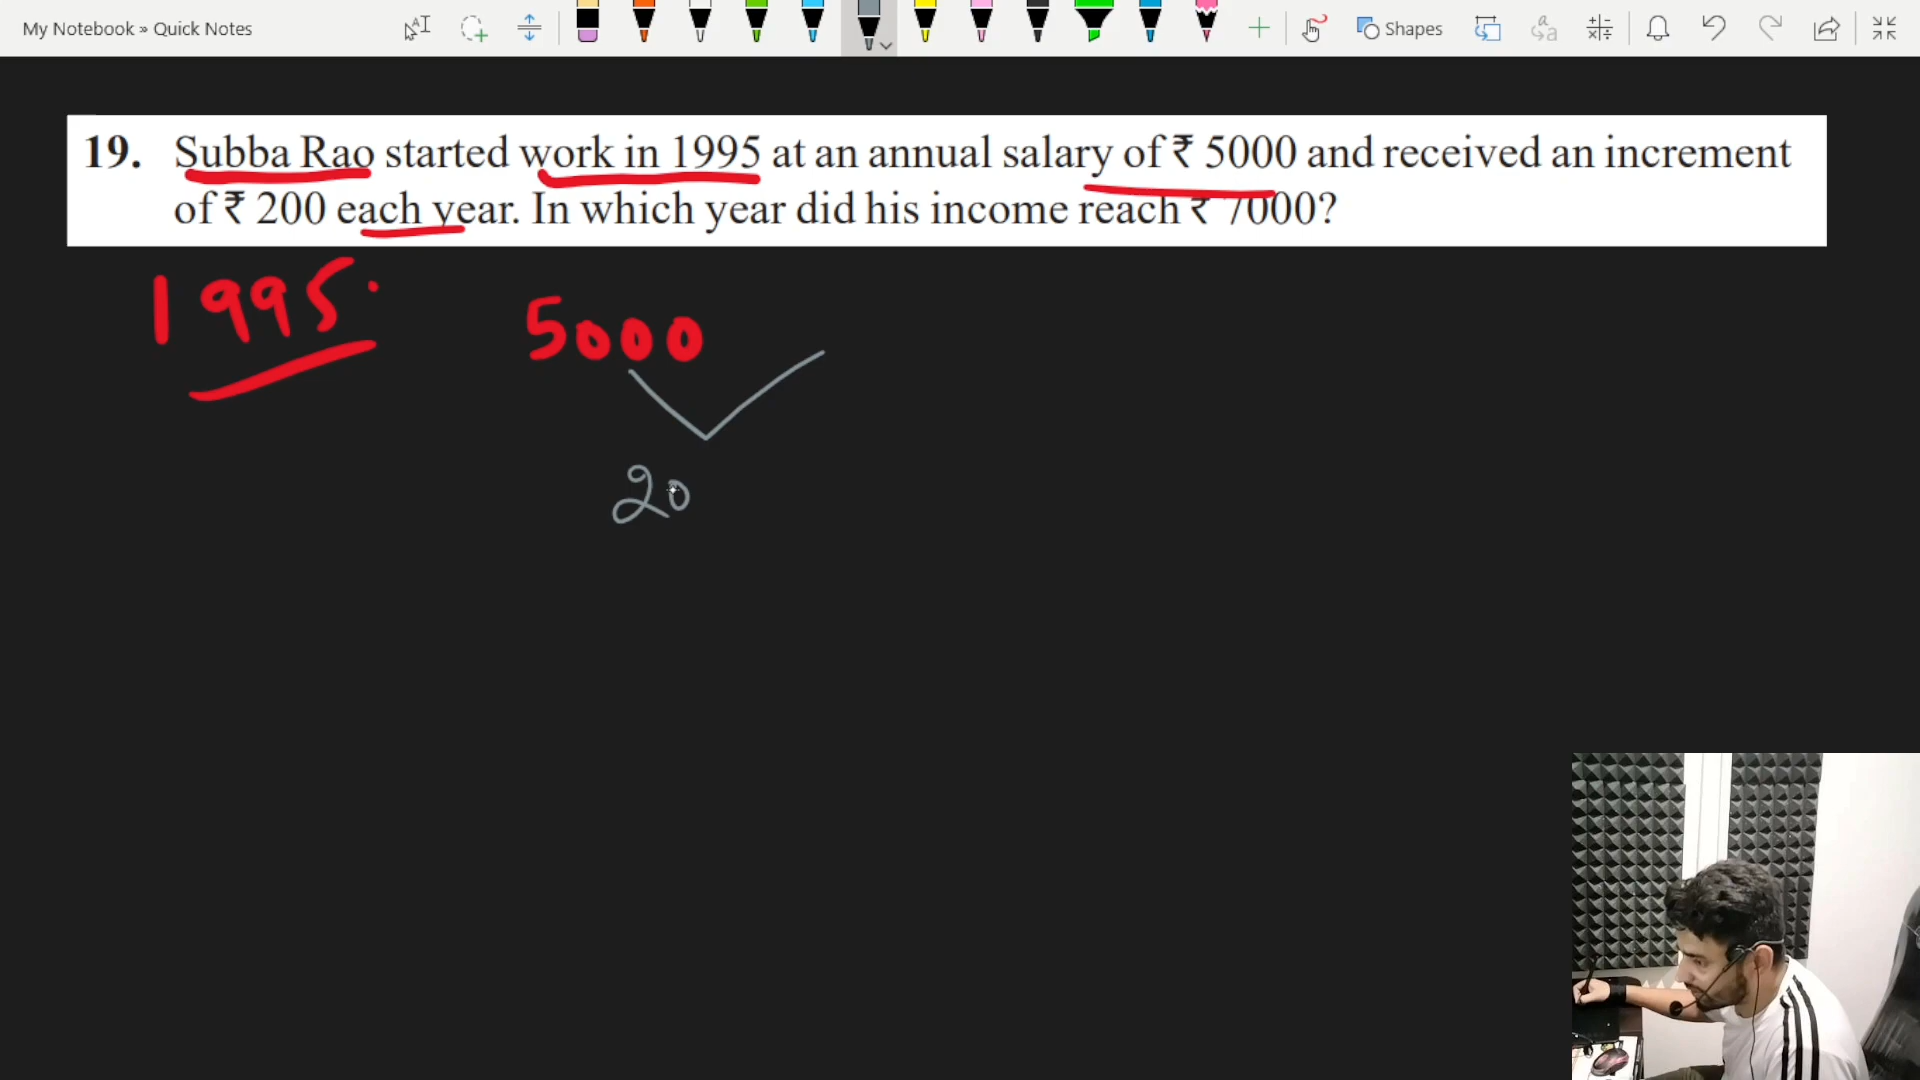 My Notebook » Quick Notes
Shapes
19. Subba Rao started work in 1995 at an annual salary of ₹ 5000 and received an increment
of ₹ 200 each year. In which year did his income reach ₹ 7000?
1995.
5000
20